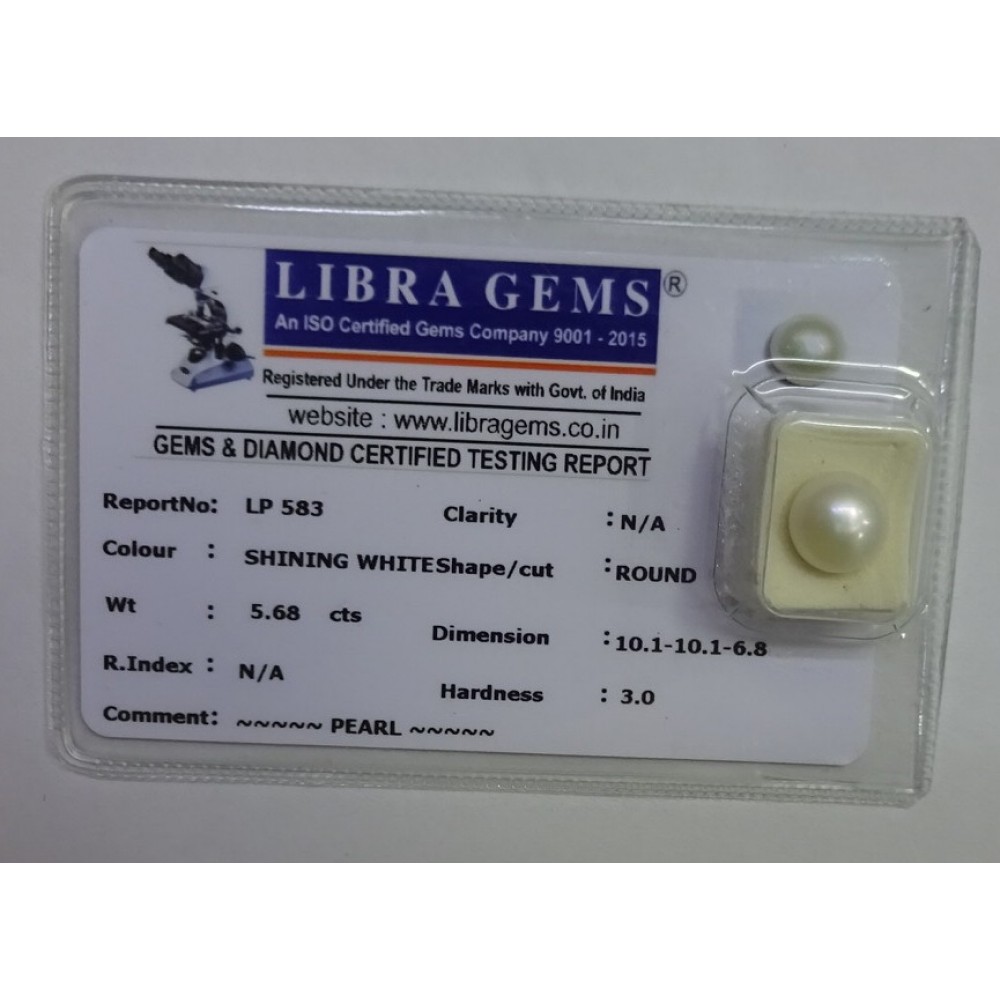 LIBRA GEMS ®
An ISO Certified Gems Company 9001 - 2015
Registered Under the Trade Marks with Govt. of India
website : www.libragems.co.in
GEMS & DIAMOND CERTIFIED TESTING REPORT
ReportNo: LP 583 Clarity : N/A
Colour : SHINING WHITE Shape/cut : ROUND
Wt : 5.68 cts Dimension : 10.1-10.1-6.8
R.Index : N/A Hardness : 3.0
Comment: ~~~~~ PEARL ~~~~~